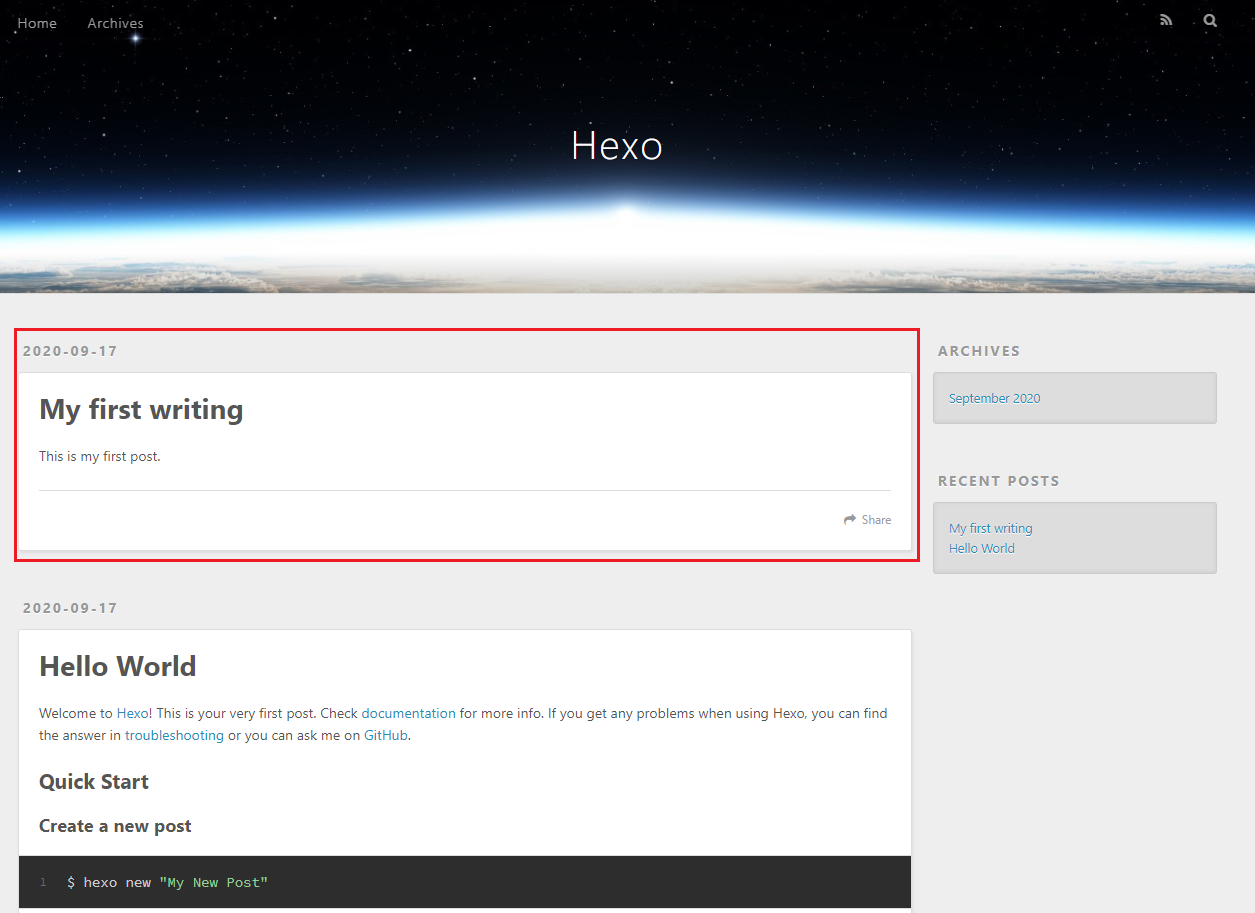 Home Archives
Hexo
2020-09-17
My first writing
This is my first post.
Share
2020-09-17
Hello World
Welcome to Hexo! This is your very first post. Check documentation for more info. If you get any problems when using Hexo, you can find
the answer in troubleshooting or you can ask me on GitHub.
Quick Start
Create a new post
1 $ hexo new "My New Post"
ARCHIVES
September 2020
RECENT POSTS
My first writing
Hello World